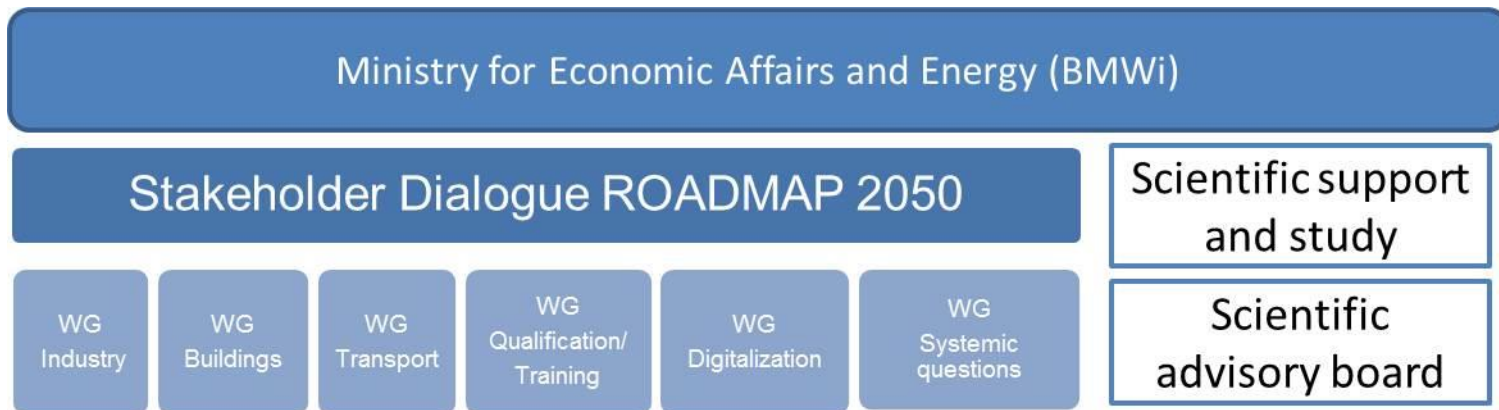 Ministry for Economic Affairs and Energy (BMWi)
Stakeholder Dialogue ROADMAP 2050
Scientific support
and study
WG
Industry
WG
Buildings
WG
Transport
WG
Qualification/
Training
WG
Digitalization
WG
Systemic
questions
Scientific
advisory board